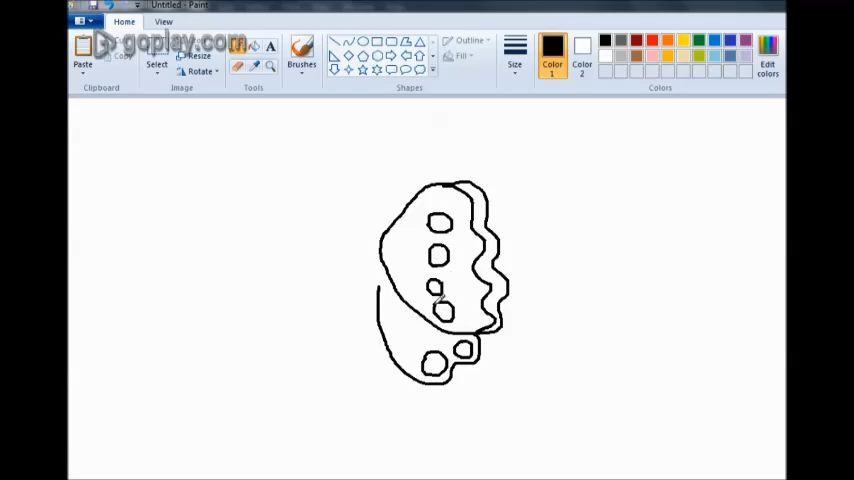 Untitled - Paint
Home View
goplay.com
Paste
Copy
Clipboard
Select
Resize
Rotate
Image
A
Tools
Brushes
Outline
Fill
Shapes
Size
Color 1
Color 2
Edit colors
Colors